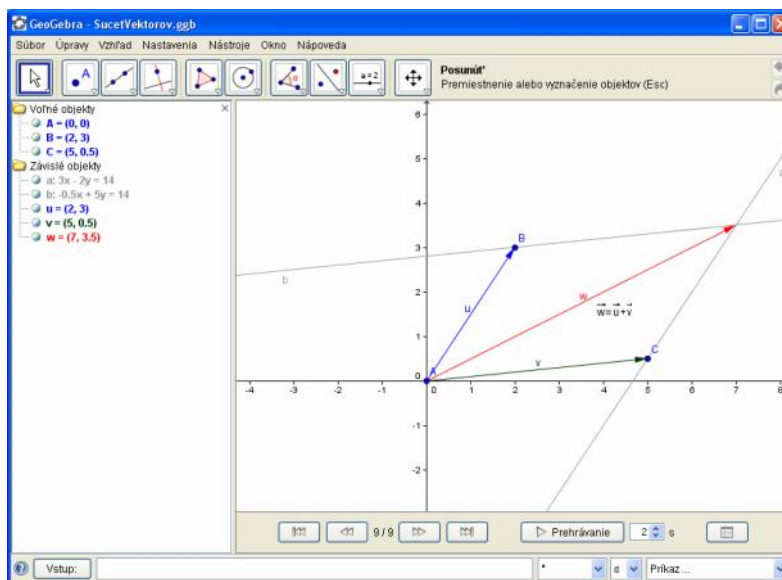 GeoGebra - SucetVektorov.ggb
Súbor Úpravy Vzhľad Nastavenia Nástroje Okno Nápoveda
A
α
a=2
Posunúť
Premiestnenie alebo vyznačenie objektov (Esc)
Voľné objekty
A = (0, 0)
B = (2, 3)
C = (5, 0.5)
Závislé objekty
a: 3x - 2y = 14
b: -0.5x + 5y = 14
u = (2, 3)
v = (5, 0.5)
w = (7, 3.5)
6
5
4
3
2
1
0
-1
-2
-4 -3 -2 -1 0 1 2 3 4 5 6 7 8
a
B
b
w
u
w=u+v
C
v
A
9 / 9
Prehrávanie
2 s
Vstup:
α
Príkaz ...